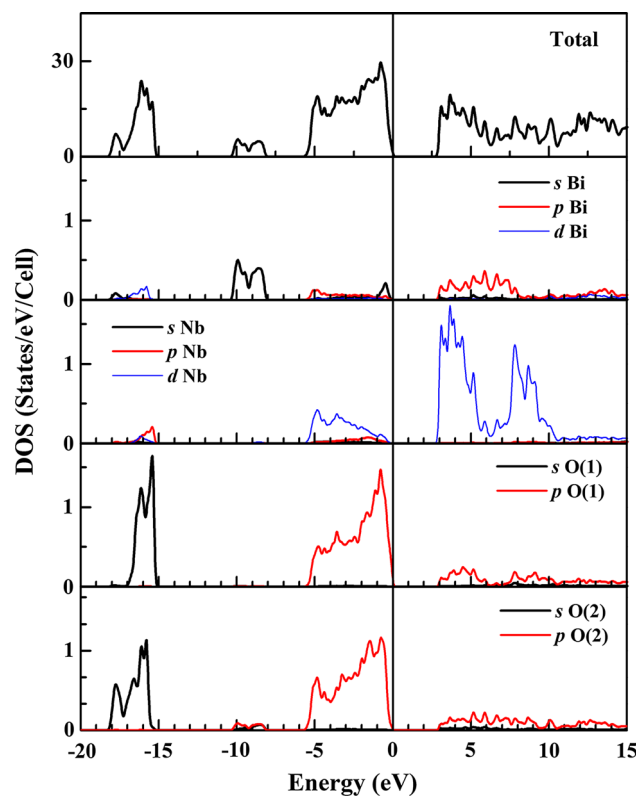 Total
30
0
s Bi
p Bi
d Bi
1
0
s Nb
p Nb
d Nb
1
0
s O(1)
p O(1)
1
0
s O(2)
p O(2)
1
0
-20 -15 -10 -5 0 5 10 15
Energy (eV)
DOS (States/eV/Cell)